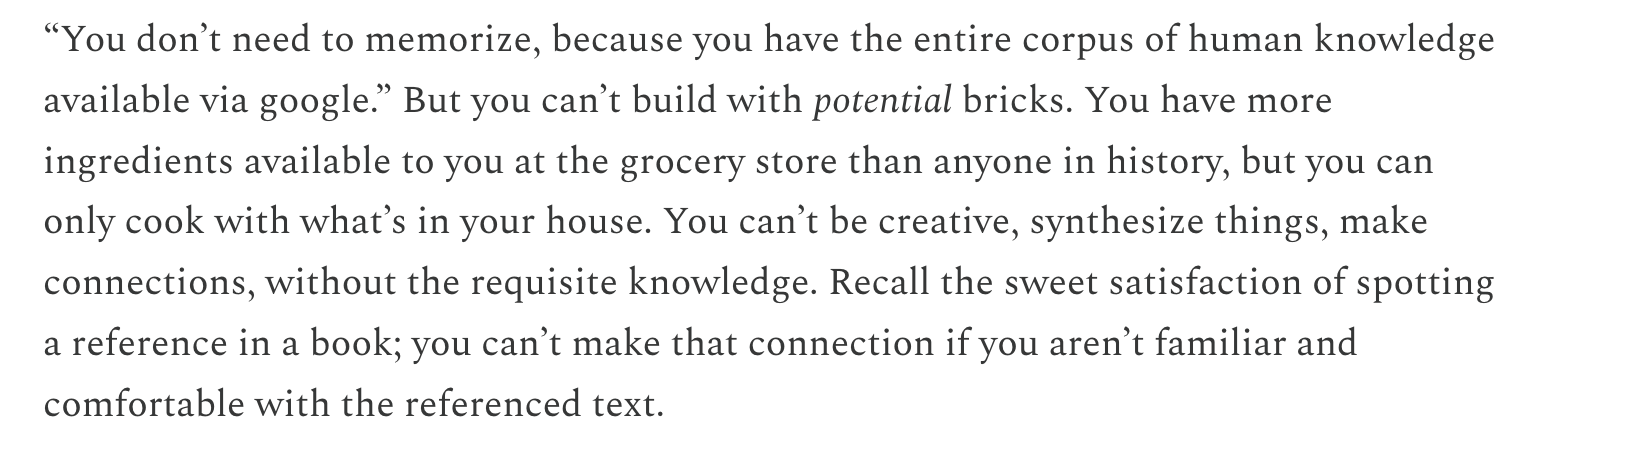 “You don’t need to memorize, because you have the entire corpus of human knowledge
available via google.” But you can’t build with potential bricks. You have more
ingredients available to you at the grocery store than anyone in history, but you can
only cook with what’s in your house. You can’t be creative, synthesize things, make
connections, without the requisite knowledge. Recall the sweet satisfaction of spotting
a reference in a book; you can’t make that connection if you aren’t familiar and
comfortable with the referenced text.